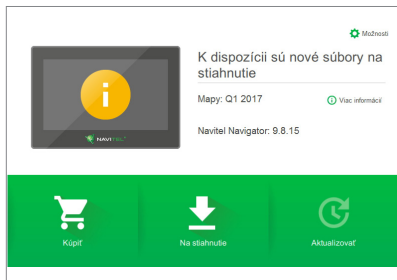 Možnosti
K dispozícii sú nové súbory na
stiahnutie
Mapy: Q1 2017
Viac informácií
Navitel Navigator: 9.8.15
NAVITEL
Kúpiť
Na stiahnutie
Aktualizovať